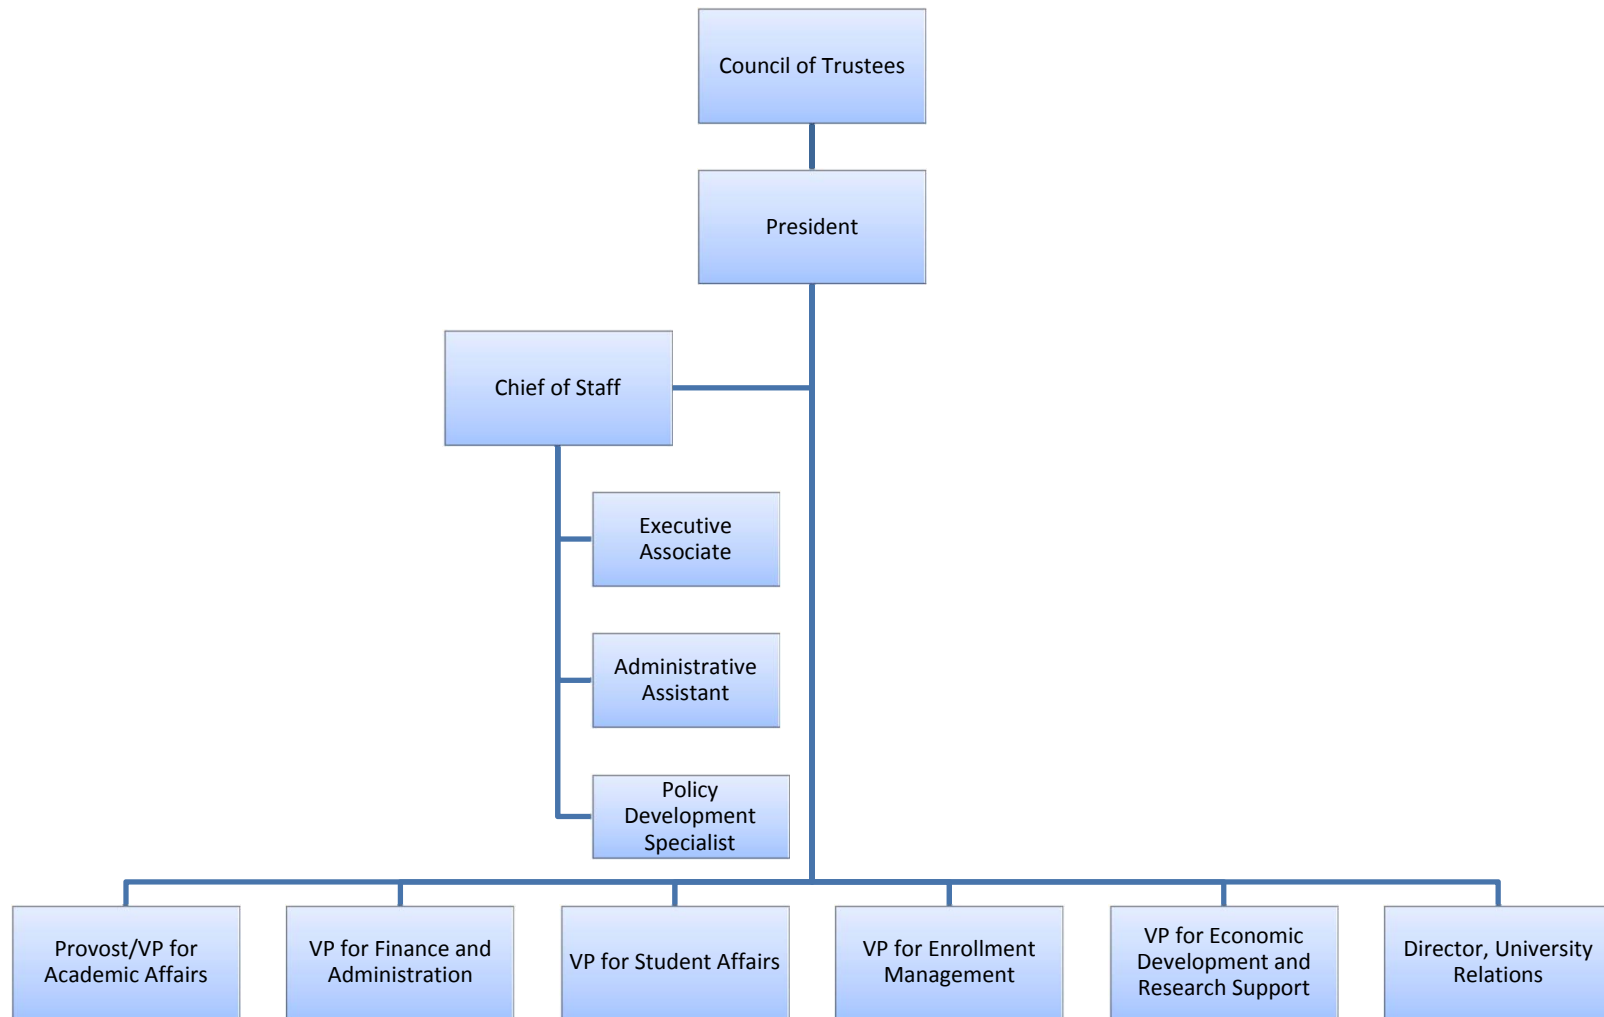 Council of Trustees
President
Chief of Staff
Executive
Associate
Administrative
Assistant
Policy
Development
Specialist
Provost/VP for
Academic Affairs
VP for Finance and
Administration
VP for Student Affairs
VP for Enrollment
Management
VP for Economic
Development and
Research Support
Director, University
Relations